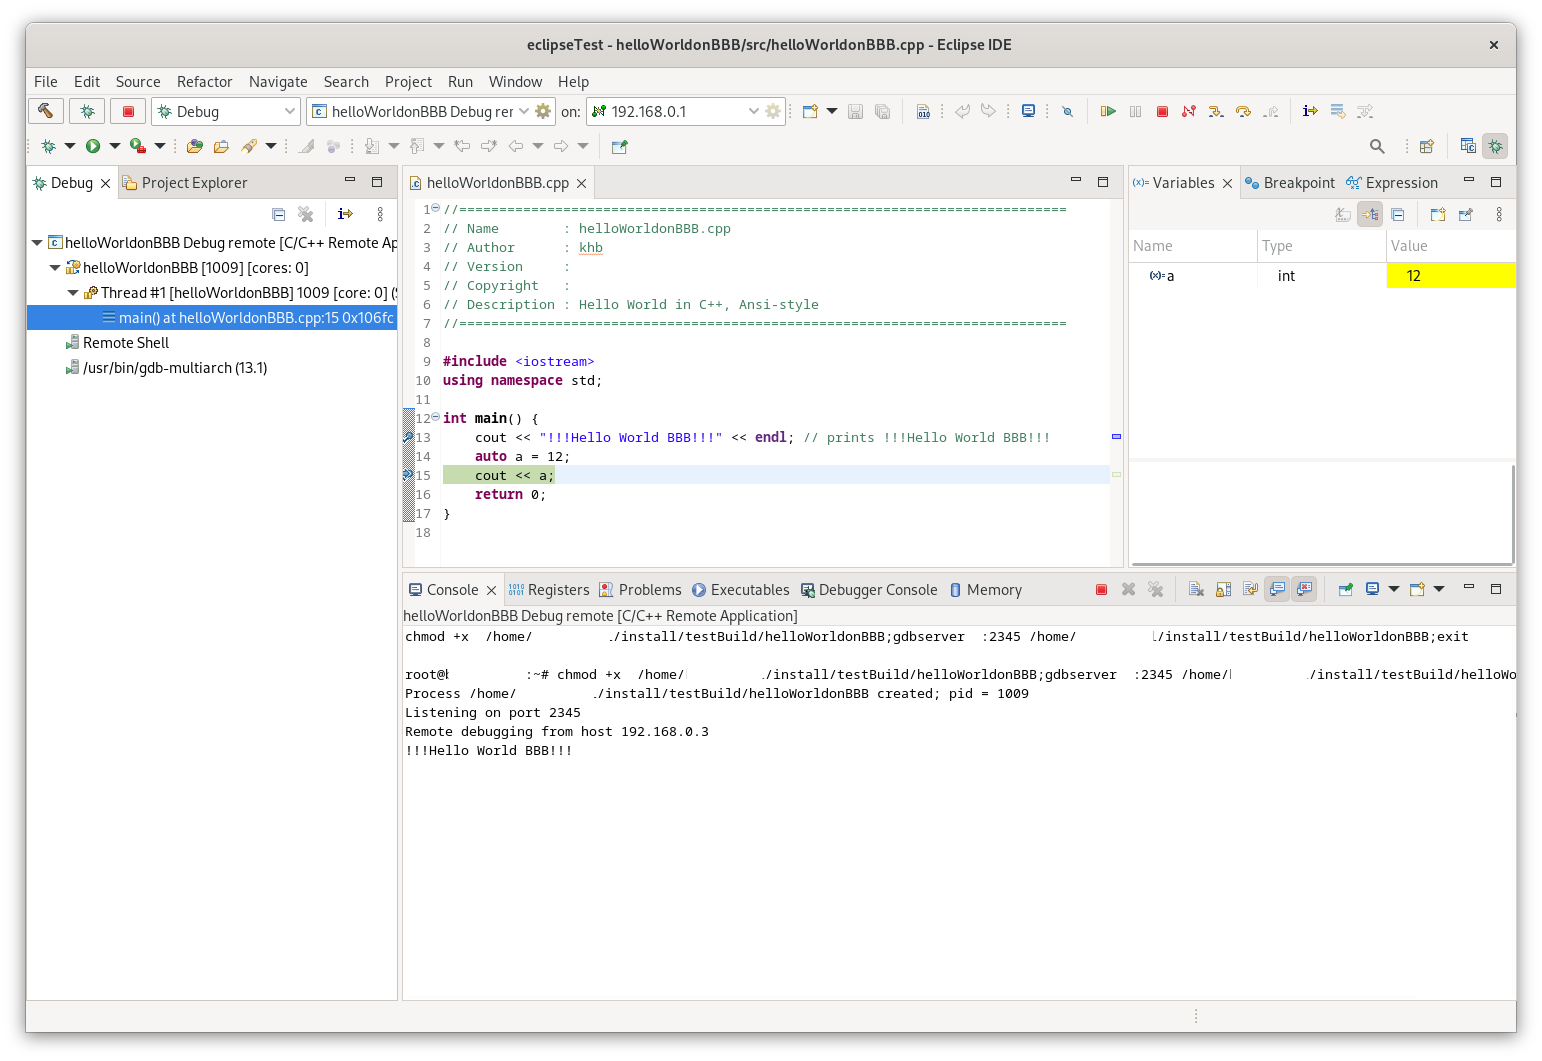 eclipseTest - helloWorldonBBB/src/helloWorldonBBB.cpp - Eclipse IDE
File Edit Source Refactor Navigate Search Project Run Window Help
Debug helloWorldonBBB Debug rer on: 192.168.0.1
Debug Project Explorer
helloWorldonBBB Debug remote [C/C++ Remote Ap
helloWorldonBBB [1009] [cores: 0]
Thread #1 [helloWorldonBBB] 1009 [core: 0] (
main() at helloWorldonBBB.cpp:15 0x106fc
Remote Shell
/usr/bin/gdb-multiarch (13.1)
helloWorldonBBB.cpp
1 //============================================================================
2 // Name        : helloWorldonBBB.cpp
3 // Author      : khb
4 // Version     :
5 // Copyright   :
6 // Description : Hello World in C++, Ansi-style
7 //============================================================================
8
9 #include <iostream>
10 using namespace std;
11
12 int main() {
13     cout << "!!!Hello World BBB!!!" << endl; // prints !!!Hello World BBB!!!
14     auto a = 12;
15     cout << a;
16     return 0;
17 }
18
Variables Breakpoint Expression
Name Type Value
(x)= a int 12
Console Registers Problems Executables Debugger Console Memory
helloWorldonBBB Debug remote [C/C++ Remote Application]
chmod +x  /home/ ./install/testBuild/helloWorldonBBB;gdbserver  :2345 /home/ /install/testBuild/helloWorldonBBB;exit
root@ :~# chmod +x  /home/ ./install/testBuild/helloWorldonBBB;gdbserver  :2345 /home/ ./install/testBuild/helloWo
Process /home/ ./install/testBuild/helloWorldonBBB created; pid = 1009
Listening on port 2345
Remote debugging from host 192.168.0.3
!!!Hello World BBB!!!